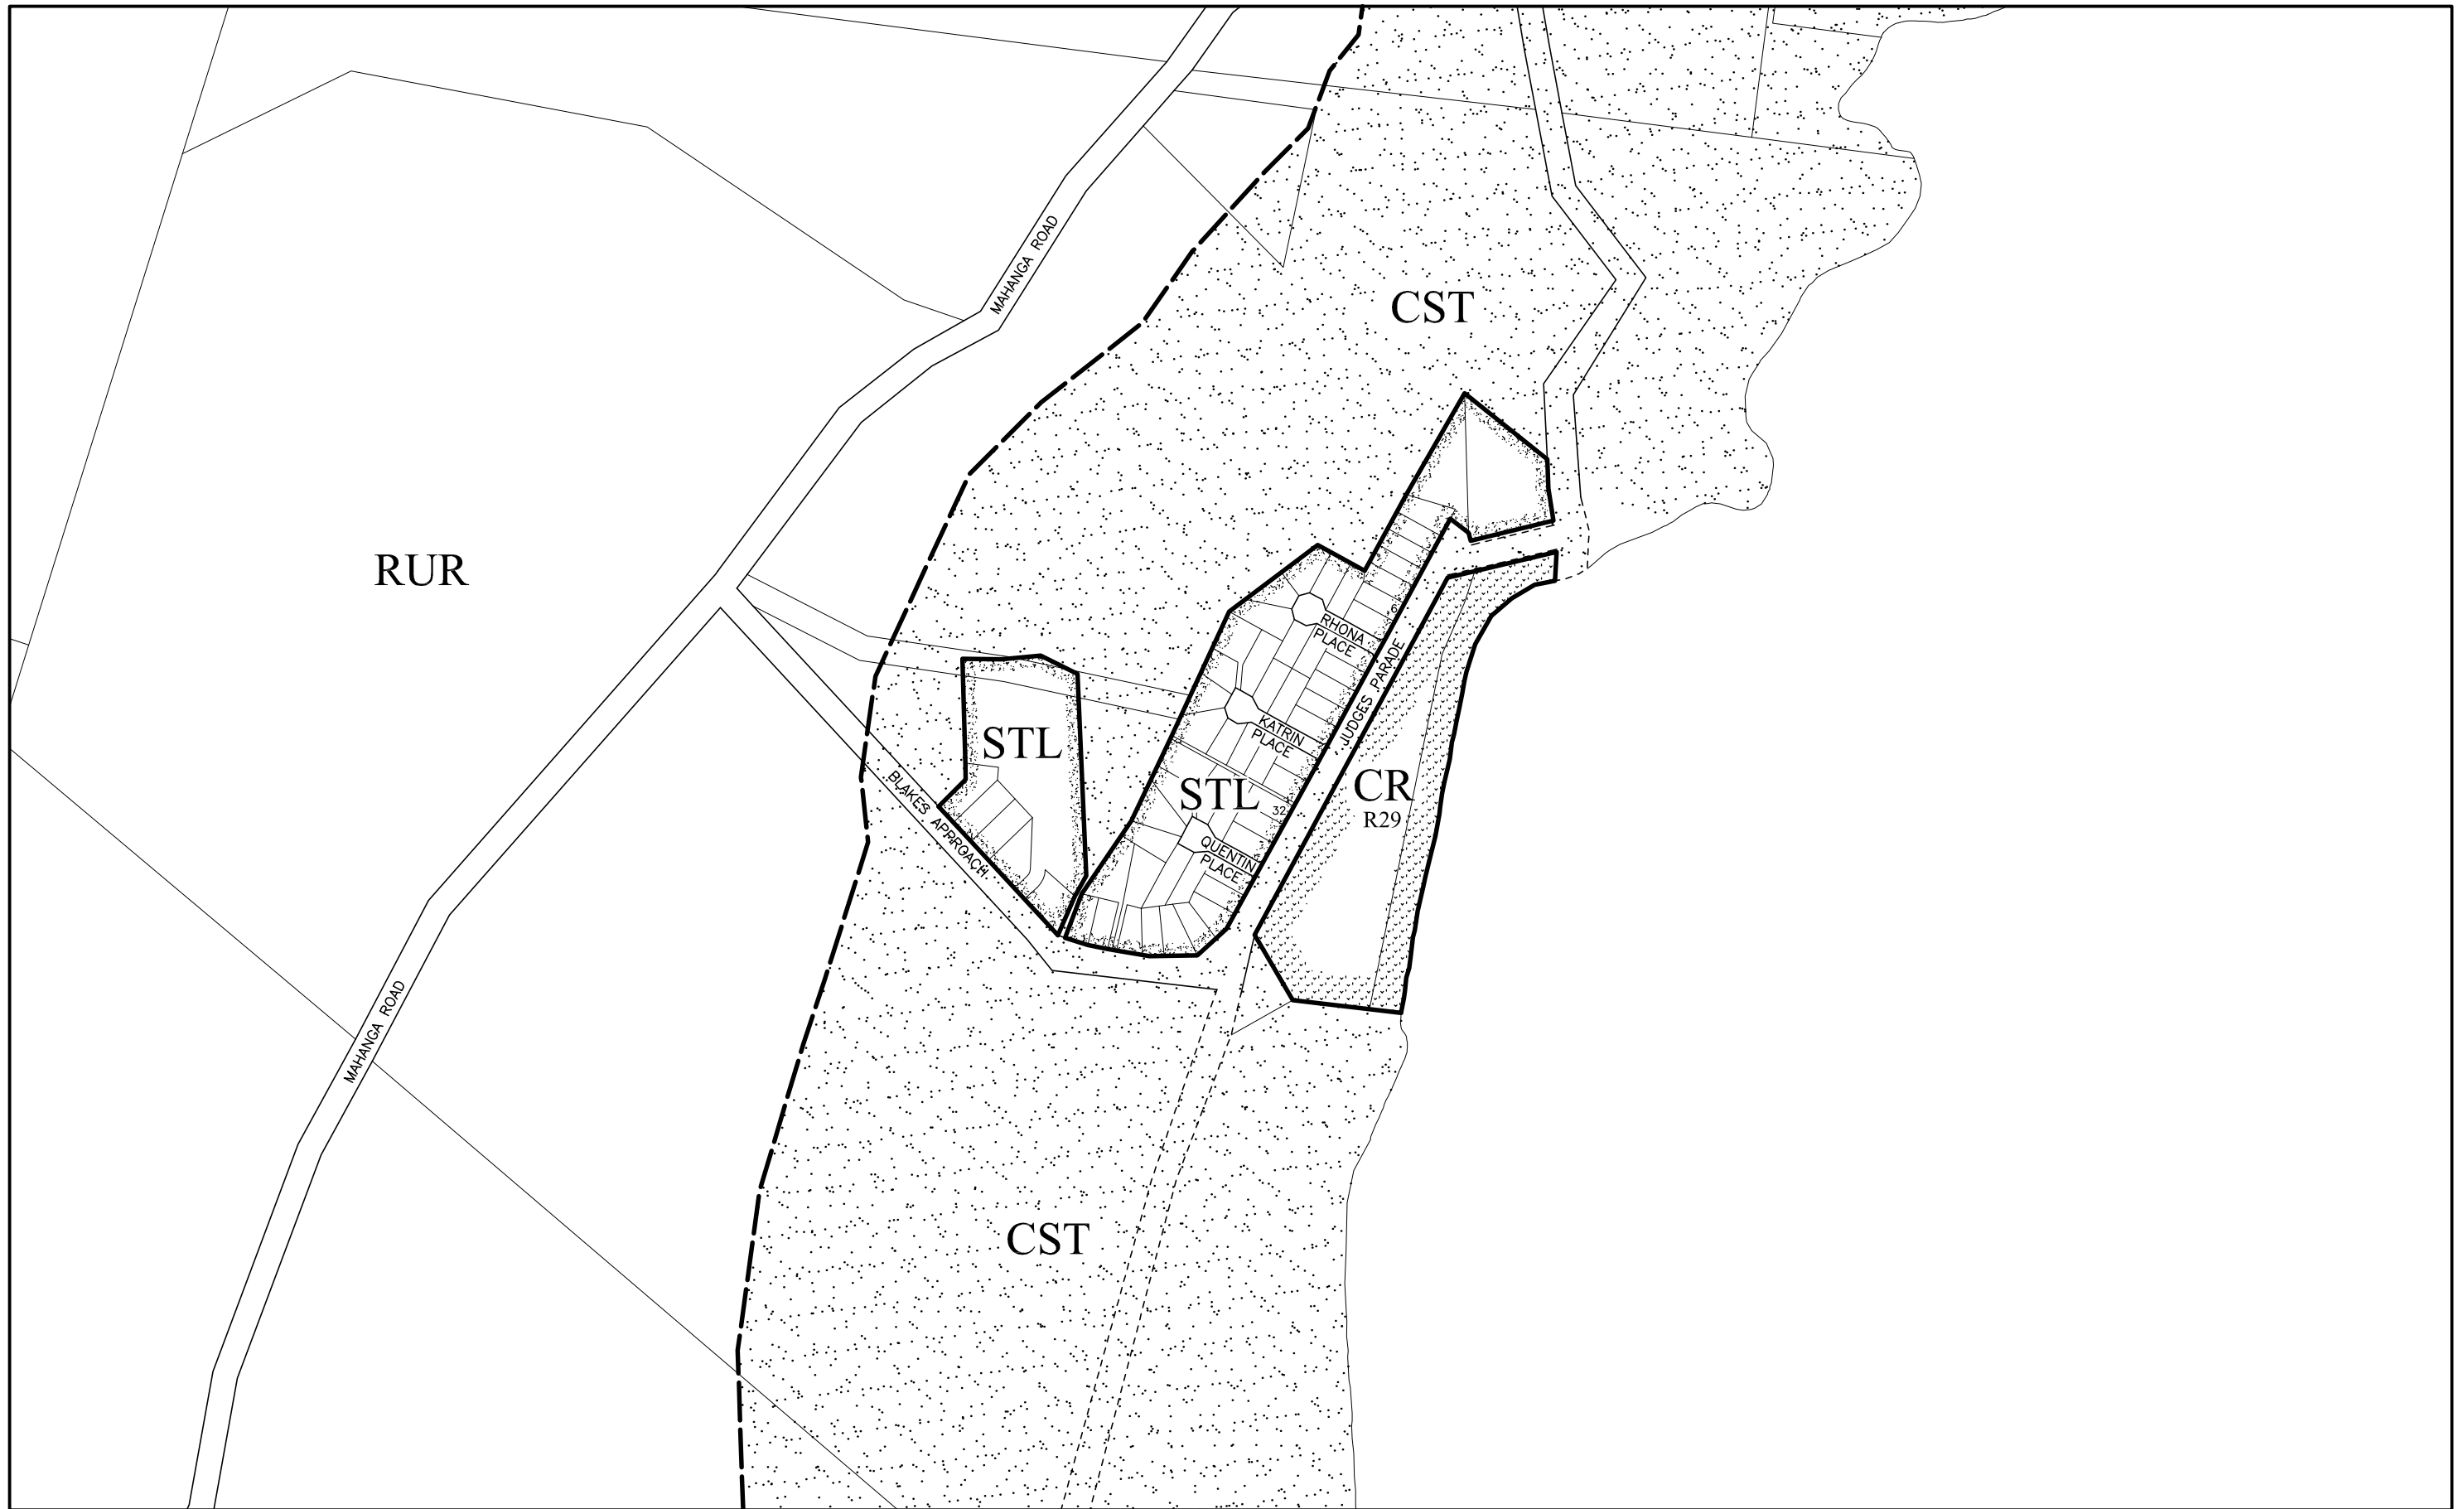 MAHANGA ROAD
CST
RUR
6
RHONA
PLACE
JUDGES PARADE
KATRIN
PLACE
STL
STL
CR
R29
32
BLAKES APPROACH
QUENTIN
PLACE
MAHANGA ROAD
CST